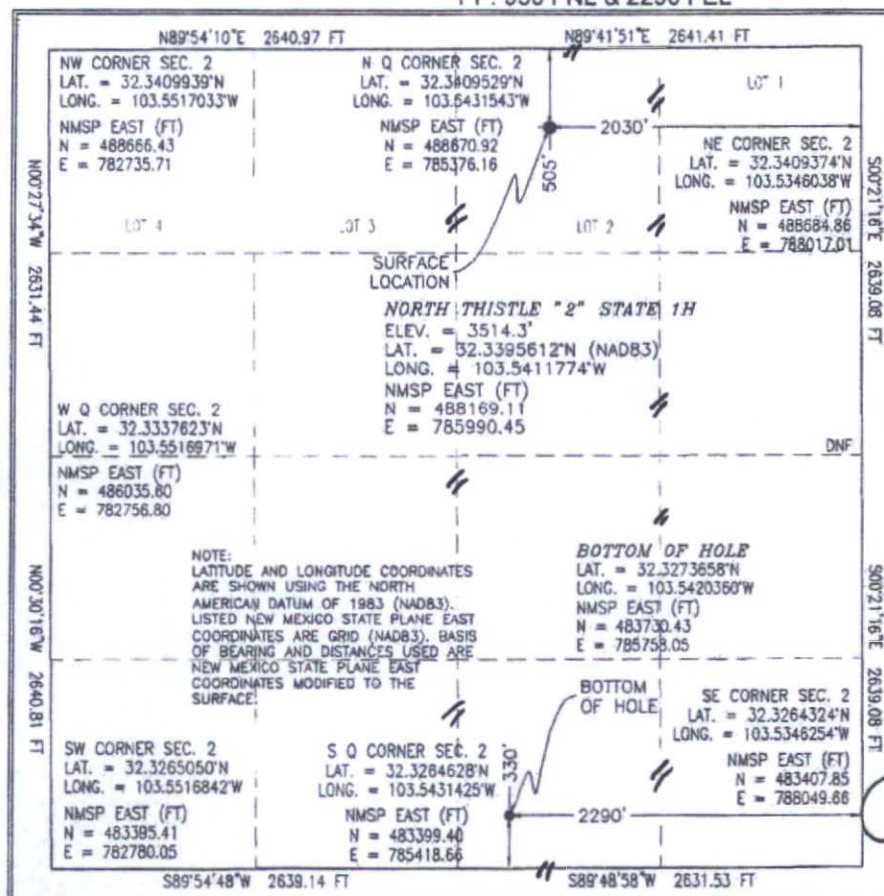 N89°54'10"E 2640.97 FT
N89°41'51"E 2641.41 FT
NW CORNER SEC. 2
LAT. = 32.3409939°N
LONG. = 103.5517033°W
NMSP EAST (FT)
N = 488666.43
E = 782735.71
N Q CORNER SEC. 2
LAT. = 32.3409529°N
LONG. = 103.5431543°W
NMSP EAST (FT)
N = 488670.92
E = 785376.16
LOT 1
2030'
505'
NE CORNER SEC. 2
LAT. = 32.3409374°N
LONG. = 103.5346038°W
NMSP EAST (FT)
N = 488684.86
E = 788017.01
N00°27'34"W 2631.44 FT
S00°21'16"E 2639.08 FT
LOT 4
LOT 3
LOT 2
SURFACE
LOCATION
NORTH THISTLE "2" STATE 1H
ELEV. = 3514.3'
LAT. = 32.3395612°N (NAD83)
LONG. = 103.5411774°W
NMSP EAST (FT)
N = 488169.11
E = 785990.45
W Q CORNER SEC. 2
LAT. = 32.3337623°N
LONG. = 103.5516971°W
NMSP EAST (FT)
N = 486035.60
E = 782756.80
DNF
NOTE:
LATITUDE AND LONGITUDE COORDINATES
ARE SHOWN USING THE NORTH
AMERICAN DATUM OF 1983 (NAD83).
LISTED NEW MEXICO STATE PLANE EAST
COORDINATES ARE GRID (NAD83). BASIS
OF BEARING AND DISTANCES USED ARE
NEW MEXICO STATE PLANE EAST
COORDINATES MODIFIED TO THE
SURFACE.
BOTTOM OF HOLE
LAT. = 32.3273658°N
LONG. = 103.5420360°W
NMSP EAST (FT)
N = 483730.43
E = 785758.05
N00°30'16"W 2640.81 FT
S00°21'16"E 2639.08 FT
BOTTOM
OF HOLE
SW CORNER SEC. 2
LAT. = 32.3265050°N
LONG. = 103.5516842°W
NMSP EAST (FT)
N = 483395.41
E = 782780.05
S Q CORNER SEC. 2
LAT. = 32.3264628°N
LONG. = 103.5431425°W
NMSP EAST (FT)
N = 483399.40
E = 785418.66
330'
2290'
SE CORNER SEC. 2
LAT. = 32.3264324°N
LONG. = 103.5346254°W
NMSP EAST (FT)
N = 483407.85
E = 788049.66
S89°54'48"W 2639.14 FT
S89°48'58"W 2631.53 FT